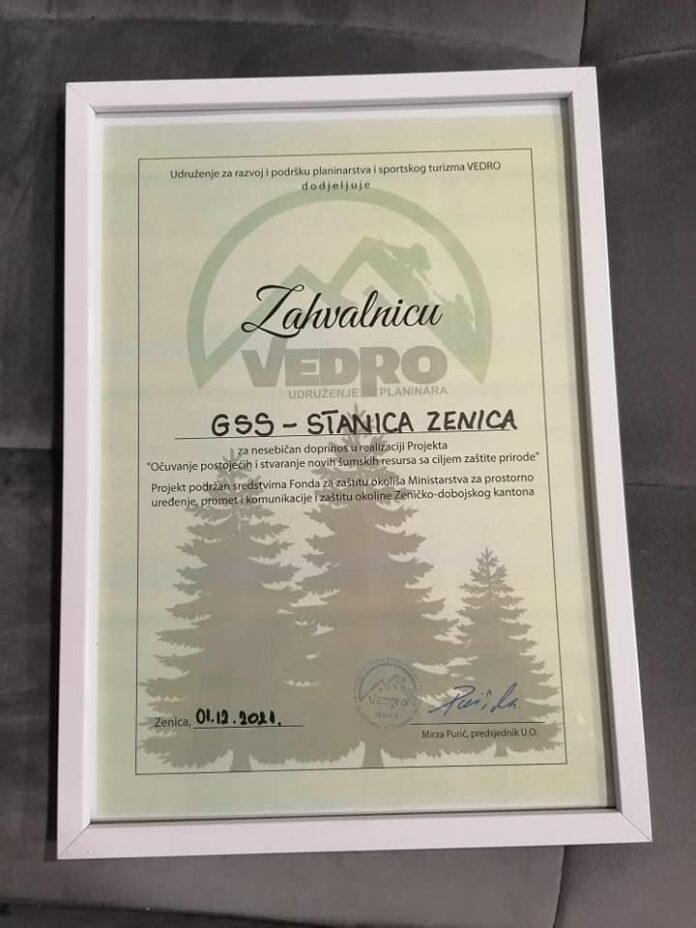 Udruženje za razvoj i podršku planinarstva i sportskog turizma VEDRO
dodjeljuje
Zahvalnicu
VEDRO
UDRUŽENJE PLANINARA
GSS - STANICA ZENICA
za nesebičan doprinos u realizaciji Projekta
"Očuvanje postojećih i stvaranje novih šumskih resursa sa ciljem zaštite prirode"
Projekt podržan sredstvima Fonda za zaštitu okoliša Ministarstva za prostorno
uređenje, promet i komunikacije i zaštitu okoline Zeničko-dobojskog kantona
VEDRO
ZENICA
Zenica, 01.12.2021.
Mirza Purić, predsjednik U.O.